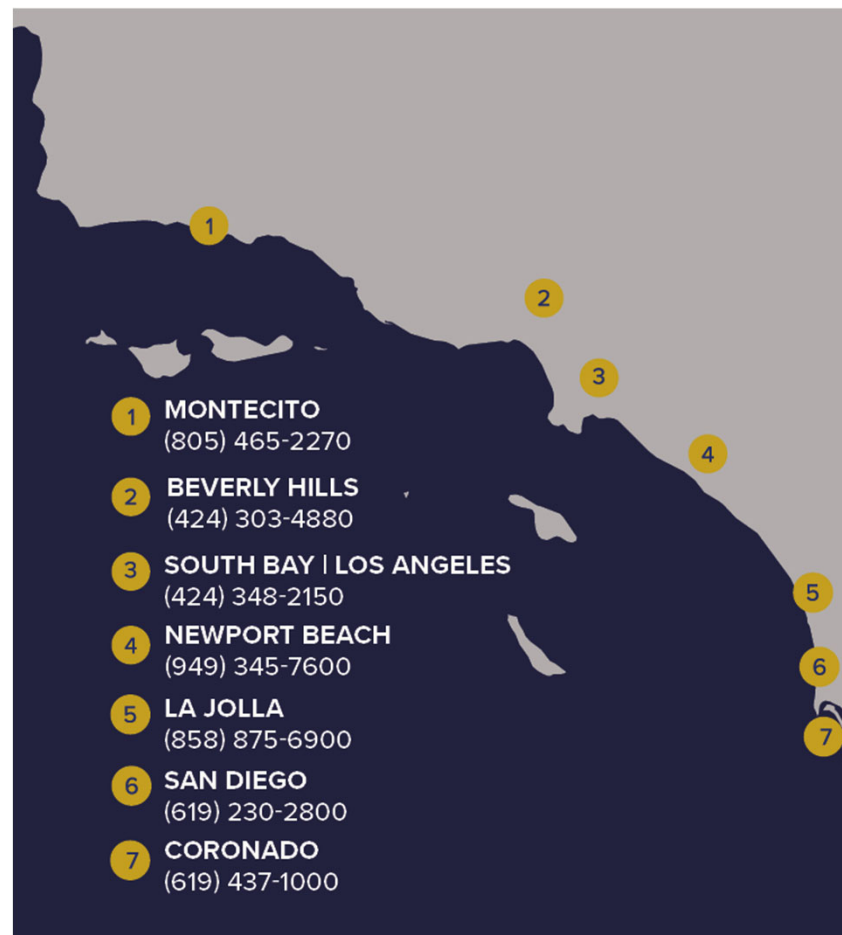 1
2
3
4
5
6
7
1 MONTECITO
(805) 465-2270
2 BEVERLY HILLS
(424) 303-4880
3 SOUTH BAY | LOS ANGELES
(424) 348-2150
4 NEWPORT BEACH
(949) 345-7600
5 LA JOLLA
(858) 875-6900
6 SAN DIEGO
(619) 230-2800
7 CORONADO
(619) 437-1000